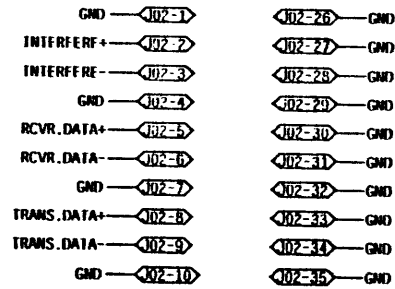 GND J02-1 J02-26 GND
INTERFERE+ J02-2 J02-27 GND
INTERFERE- J02-3 J02-28 GND
GND J02-4 J02-29 GND
RCVR.DATA+ J02-5 J02-30 GND
RCVR.DATA- J02-6 J02-31 GND
GND J02-7 J02-32 GND
TRANS.DATA+ J02-8 J02-33 GND
TRANS.DATA- J02-9 J02-34 GND
GND J02-10 J02-35 GND